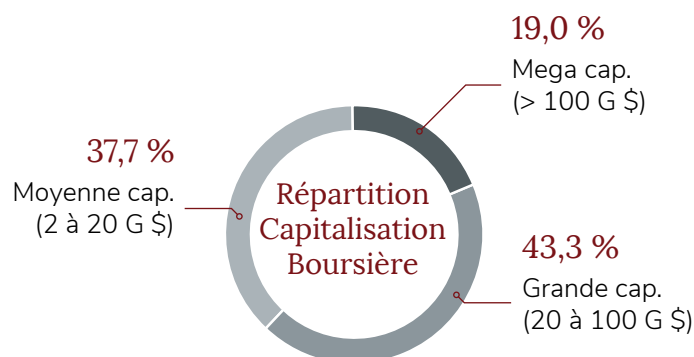 19,0 %
Mega cap.
(> 100 G $)
37,7 %
Moyenne cap.
(2 à 20 G $)
Répartition
Capitalisation
Boursière
43,3 %
Grande cap.
(20 à 100 G $)